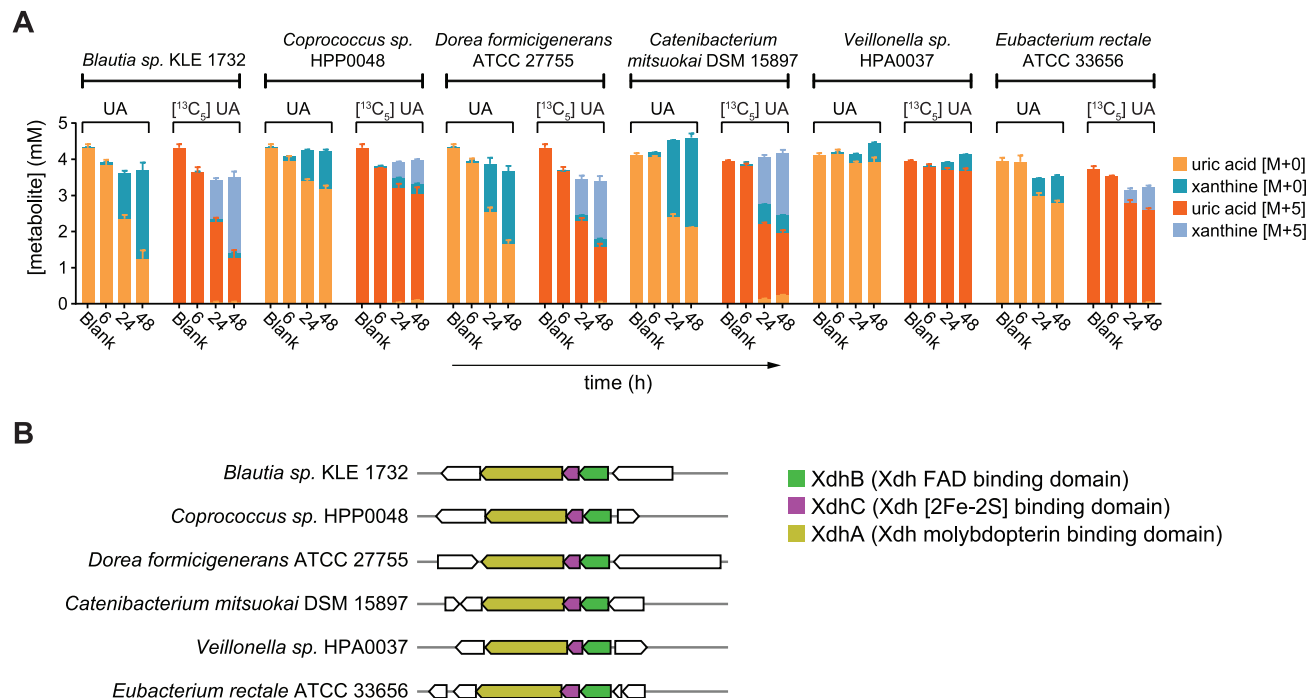 A
Blautia sp. KLE 1732
Coprococcus sp.
HPP0048
Dorea formicigenerans
ATCC 27755
Catenibacterium
mitsuokai DSM 15897
Veillonella sp.
HPA0037
Eubacterium rectale
ATCC 33656
UA [¹³C₅] UA UA [¹³C₅] UA UA [¹³C₅] UA UA [¹³C₅] UA UA [¹³C₅] UA UA [¹³C₅] UA
[metabolite] (mM)
5
4
3
2
1
0
uric acid [M+0]
xanthine [M+0]
uric acid [M+5]
xanthine [M+5]
Blank 6 24 48 Blank 6 24 48 Blank 6 24 48 Blank 6 24 48 Blank 6 24 48 Blank 6 24 48 Blank 6 24 48 Blank 6 24 48 Blank 6 24 48 Blank 6 24 48 Blank 6 24 48 Blank 6 24 48
time (h)
B
Blautia sp. KLE 1732
Coprococcus sp. HPP0048
Dorea formicigenerans ATCC 27755
Catenibacterium mitsuokai DSM 15897
Veillonella sp. HPA0037
Eubacterium rectale ATCC 33656
XdhB (Xdh FAD binding domain)
XdhC (Xdh [2Fe-2S] binding domain)
XdhA (Xdh molybdopterin binding domain)